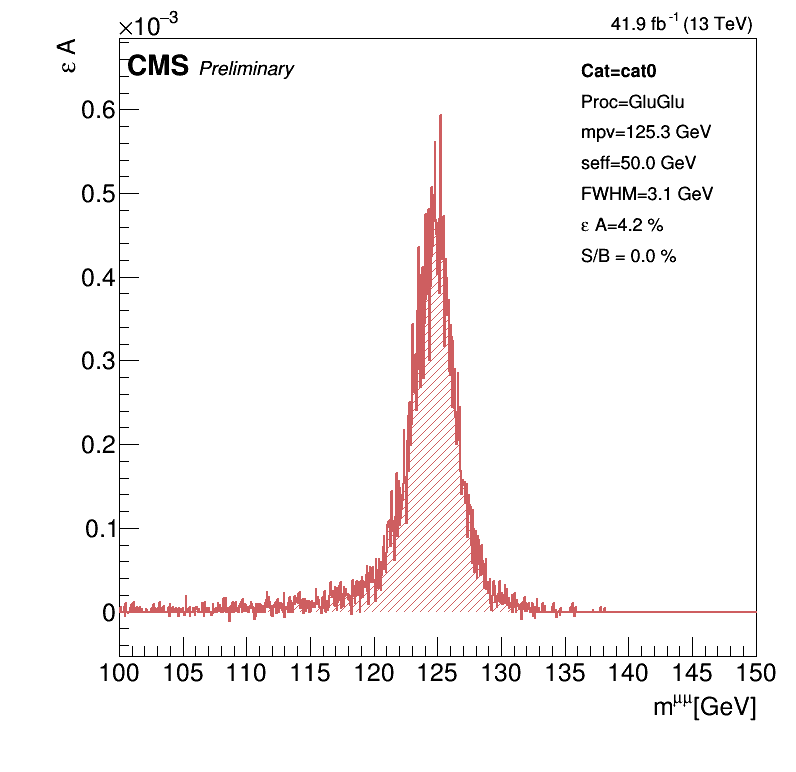 ×10⁻³
41.9 fb⁻¹ (13 TeV)
ε A
CMS Preliminary
Cat=cat0
Proc=GluGlu
mpv=125.3 GeV
seff=50.0 GeV
FWHM=3.1 GeV
ε A=4.2 %
S/B = 0.0 %
0.6
0.5
0.4
0.3
0.2
0.1
0
100 105 110 115 120 125 130 135 140 145 150
m^μμ[GeV]